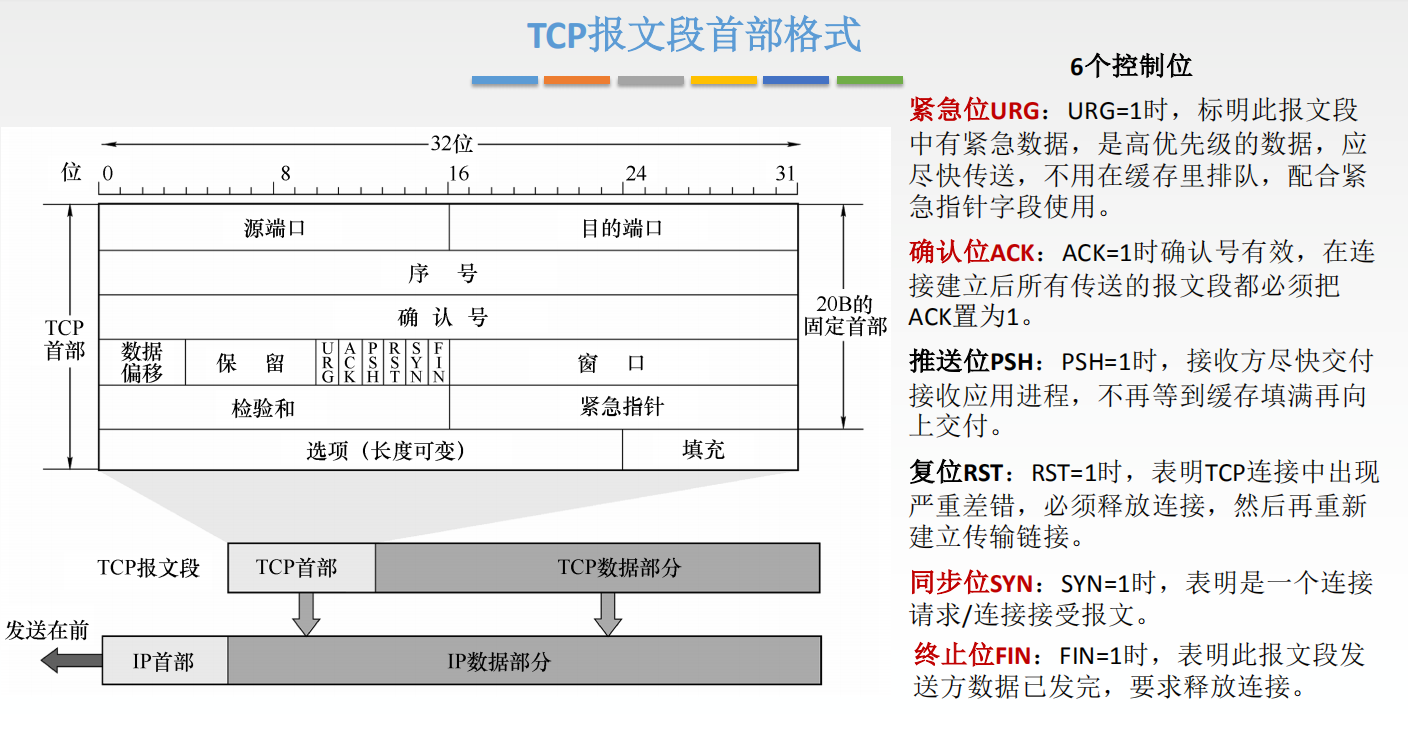 TCP报文段首部格式
32位
位 0 8 16 24 31
TCP
首部
源端口 目的端口
序 号
确 认 号
数据
偏移
保 留
URG
ACK
PSH
RST
SYN
FIN
窗 口
检验和 紧急指针
选项（长度可变） 填充
20B的
固定首部
TCP报文段 TCP首部 TCP数据部分
发送在前
IP首部 IP数据部分
6个控制位
紧急位URG：URG=1时，标明此报文段
中有紧急数据，是高优先级的数据，应
尽快传送，不用在缓存里排队，配合紧
急指针字段使用。
确认位ACK：ACK=1时确认号有效，在连
接建立后所有传送的报文段都必须把
ACK置为1。
推送位PSH：PSH=1时，接收方尽快交付
接收应用进程，不再等到缓存填满再向
上交付。
复位RST：RST=1时，表明TCP连接中出现
严重差错，必须释放连接，然后再重新
建立传输链接。
同步位SYN：SYN=1时，表明是一个连接
请求/连接接受报文。
终止位FIN：FIN=1时，表明此报文段发
送方数据已发完，要求释放连接。